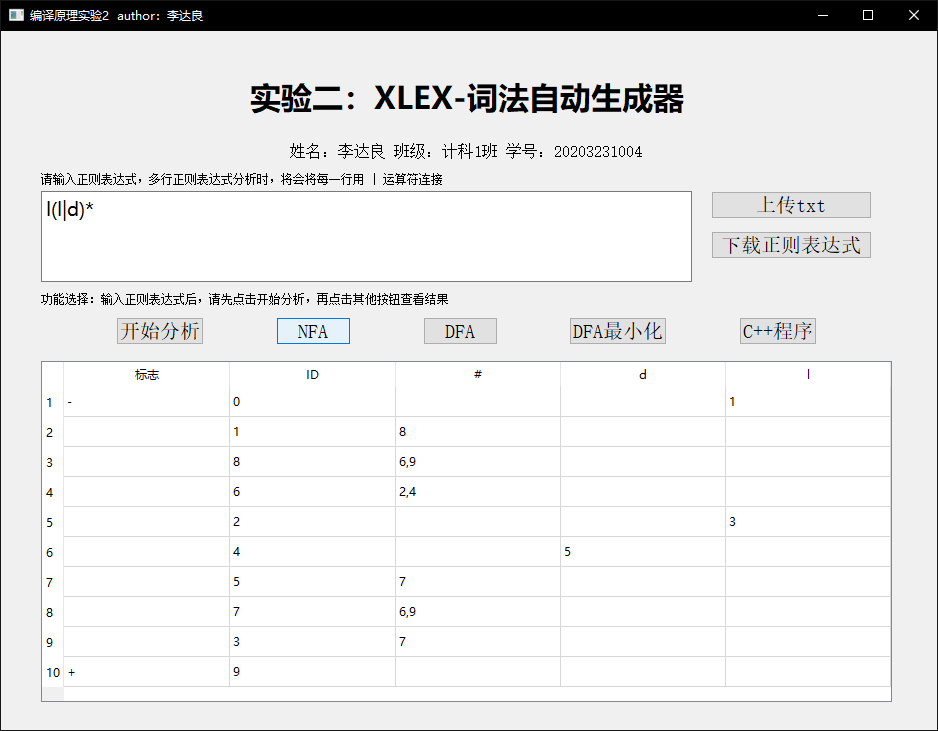 编译原理实验2 author：李达良
实验二：XLEX-词法自动生成器
姓名：李达良 班级：计科1班 学号：20203231004
请输入正则表达式，多行正则表达式分析时，将会将每一行用 | 运算符连接
l(l|d)*
上传txt
下载正则表达式
功能选择：输入正则表达式后，请先点击开始分析，再点击其他按钮查看结果
开始分析 NFA DFA DFA最小化 C++程序
标志 ID # d l
1 - 0 1
2 1 8
3 8 6,9
4 6 2,4
5 2 3
6 4 5
7 5 7
8 7 6,9
9 3 7
10 + 9